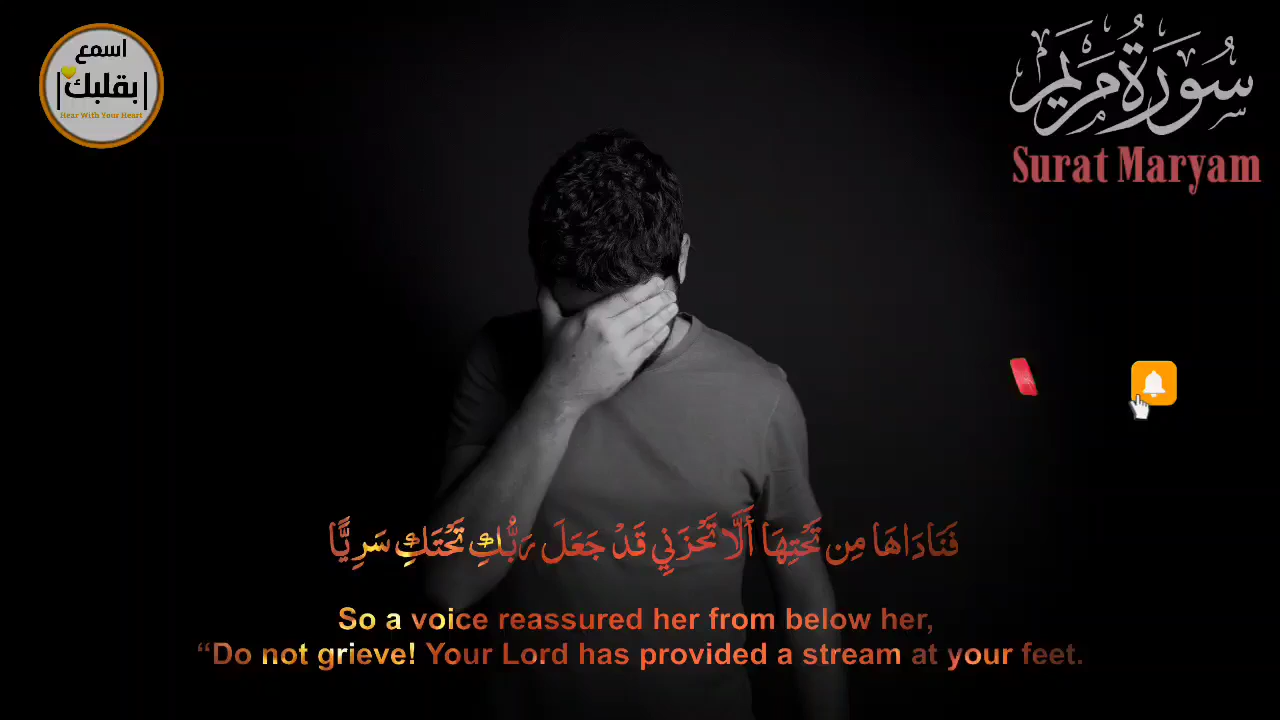 اسمع
بقلبك
Hear With Your Heart
سُورَةُ مَرْيَم
Surat Maryam
فَنَادَاهَا مِن تَحْتِهَا أَلَّا تَحْزَنِي قَدْ جَعَلَ رَبُّكِ تَحْتَكِ سَرِيًّا
So a voice reassured her from below her,
“Do not grieve! Your Lord has provided a stream at your feet.